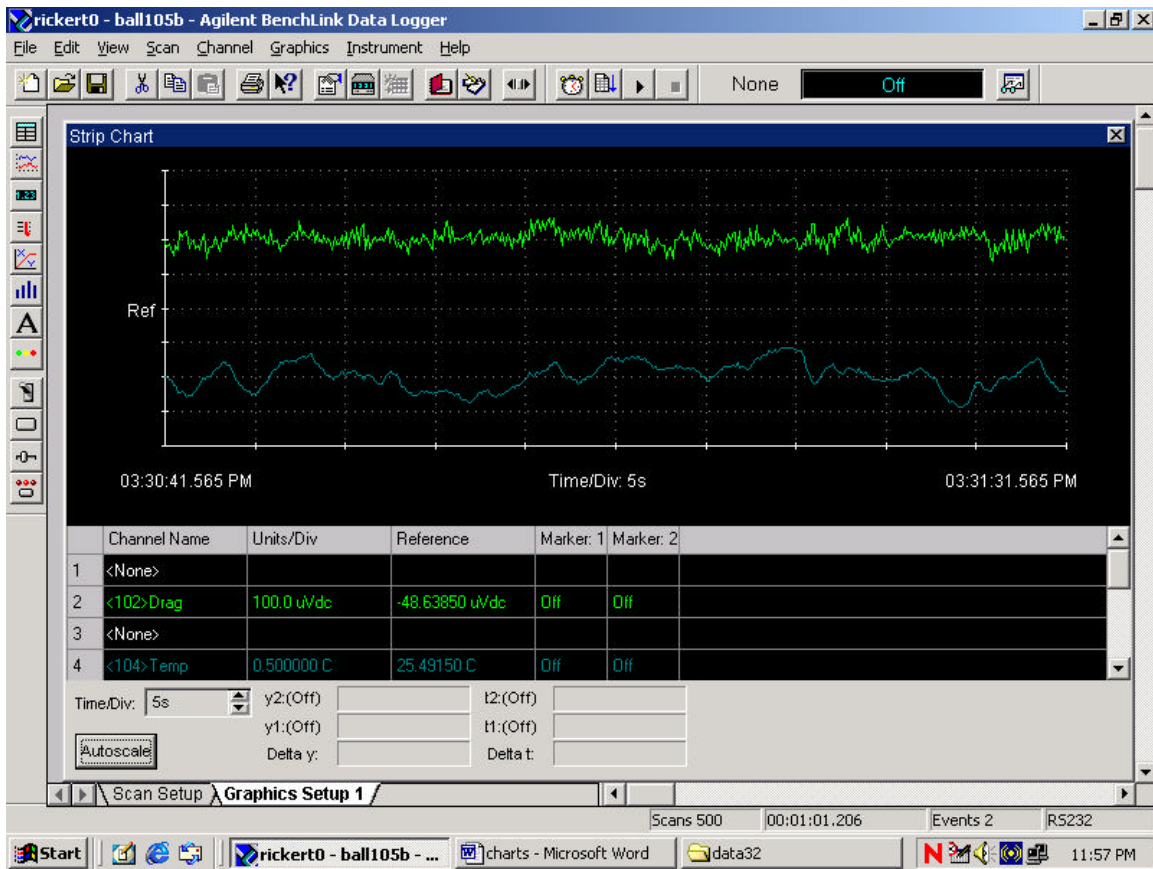 rickert0 - ball105b - Agilent BenchLink Data Logger
File Edit View Scan Channel Graphics Instrument Help
None Off
1.23
X Y
A
Strip Chart
Ref
03:30:41.565 PM Time/Div: 5s 03:31:31.565 PM
Channel Name Units/Div Reference Marker: 1 Marker: 2
1 <None>
2 <102>Drag 100.0 uVdc -48.63850 uVdc Off Off
3 <None>
4 <104>Temp 0.500000 C 25.49150 C Off Off
Time/Div: 5s y2:(Off) t2:(Off)
y1:(Off) t1:(Off)
Autoscale Delta y: Delta t:
Scan Setup Graphics Setup 1
Scans 500 00:01:01.206 Events 2 RS232
Start rickert0 - ball105b - ... charts - Microsoft Word data32 N 11:57 PM